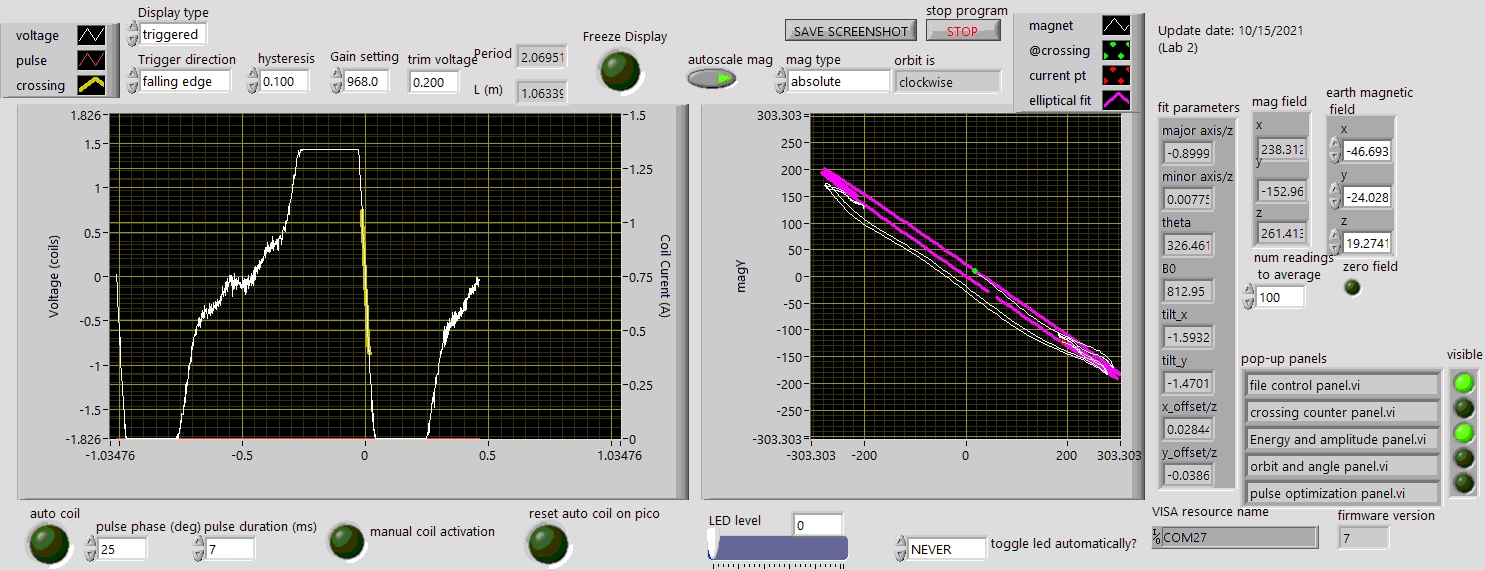 voltage
pulse
crossing
Display type
triggered
Trigger direction
falling edge
hysteresis
0.100
Gain setting
968.0
trim voltage
0.200
Period
2.06951
L (m)
1.06339
Freeze Display
SAVE SCREENSHOT
stop program
STOP
autoscale mag
mag type
absolute
orbit is
clockwise
magnet
@crossing
current pt
elliptical fit
Update date: 10/15/2021
(Lab 2)
1.826
1.5
1
0.5
0
-0.5
-1
-1.5
-1.826
Voltage (coils)
-1.03476
-0.5
0
0.5
1.03476
1.5
1.25
1
0.75
0.5
0.25
0
Coil Current (A)
303.303
250
200
150
100
50
0
-50
-100
-150
-200
-250
-303.303
magY
-303.303
-200
0
200
303.303
fit parameters
major axis/z
-0.8999
minor axis/z
0.00775
theta
326.461
B0
812.95
tilt_x
-1.5932
tilt_y
-1.4701
x_offset/z
0.02844
y_offset/z
-0.0386
mag field
x
238.312
y
-152.96
z
261.413
earth magnetic
field
x
-46.693
y
-24.028
z
19.2741
num readings
to average
100
zero field
pop-up panels
visible
file control panel.vi
crossing counter panel.vi
Energy and amplitude panel.vi
orbit and angle panel.vi
pulse optimization panel.vi
auto coil
pulse phase (deg)
25
pulse duration (ms)
7
manual coil activation
reset auto coil on pico
LED level
0
NEVER
toggle led automatically?
VISA resource name
COM27
firmware version
7